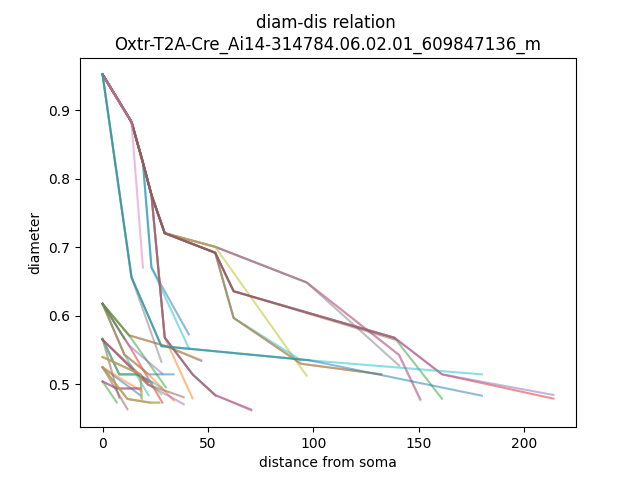 diam-dis relation
Oxtr-T2A-Cre_Ai14-314784.06.02.01_609847136_m
0.9
0.8
0.7
0.6
0.5
diameter
0 50 100 150 200
distance from soma